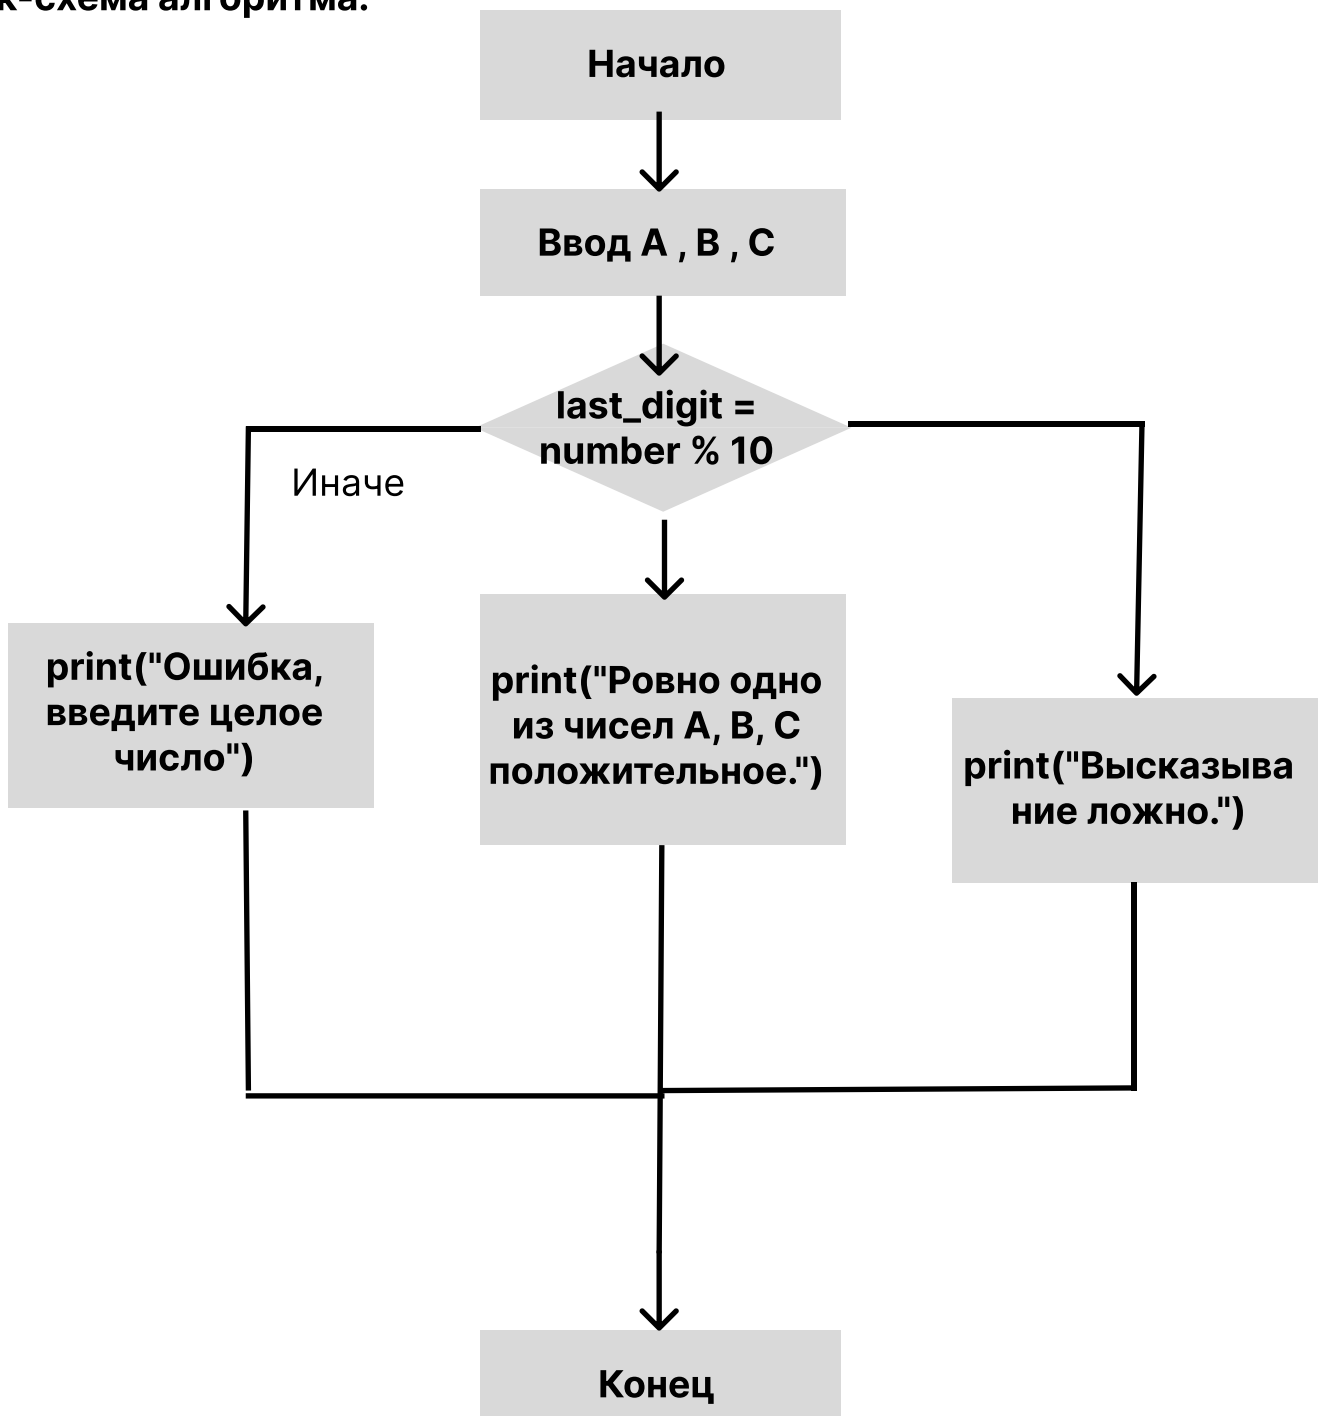 к-схема алгоритма.
Начало
Ввод A , B , C
last_digit =
number % 10
Иначе
print("Ошибка,
введите целое
число")
print("Ровно одно
из чисел A, B, C
положительное.")
print("Высказыва
ние ложно.")
Конец